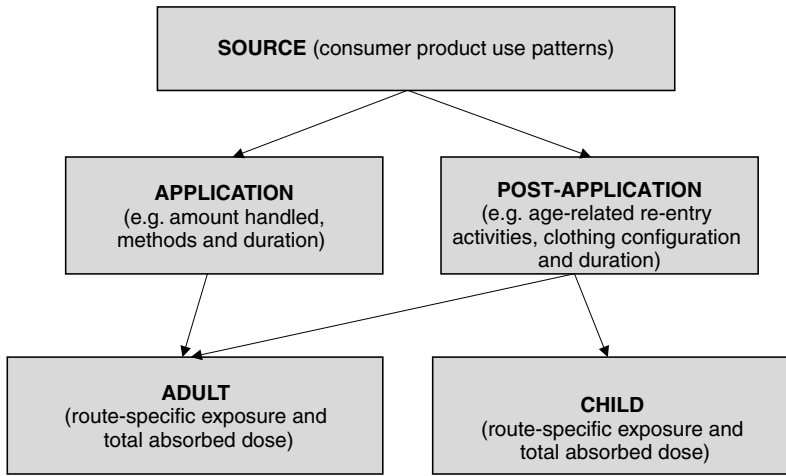 SOURCE (consumer product use patterns)
APPLICATION
(e.g. amount handled,
methods and duration)
POST-APPLICATION
(e.g. age-related re-entry
activities, clothing configuration
and duration)
ADULT
(route-specific exposure and
total absorbed dose)
CHILD
(route-specific exposure and
total absorbed dose)